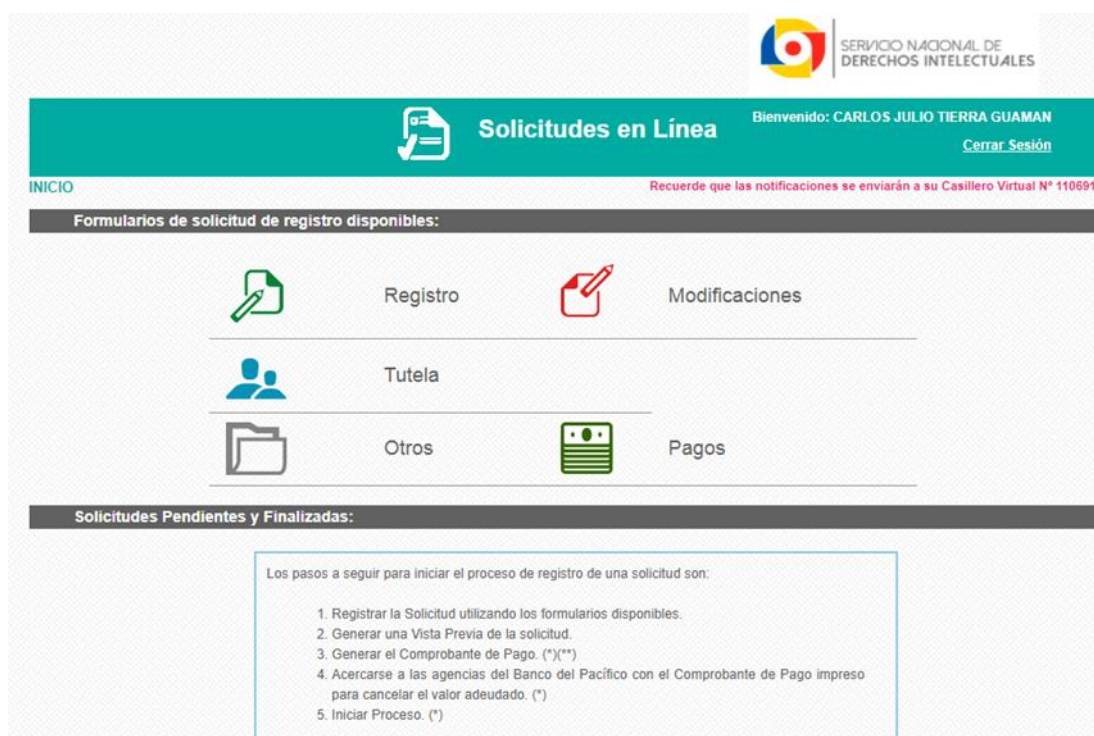 SERVICIO NACIONAL DE
DERECHOS INTELECTUALES
Solicitudes en Línea
Bienvenido: CARLOS JULIO TIERRA GUAMAN
Cerrar Sesión
INICIO
Recuerde que las notificaciones se enviarán a su Casillero Virtual Nº 110691
Formularios de solicitud de registro disponibles:
Registro
Modificaciones
Tutela
Otros
Pagos
Solicitudes Pendientes y Finalizadas:
Los pasos a seguir para iniciar el proceso de registro de una solicitud son:
1. Registrar la Solicitud utilizando los formularios disponibles.
2. Generar una Vista Previa de la solicitud.
3. Generar el Comprobante de Pago. (*)(**)
4. Acercarse a las agencias del Banco del Pacífico con el Comprobante de Pago impreso
para cancelar el valor adeudado. (*)
5. Iniciar Proceso. (*)